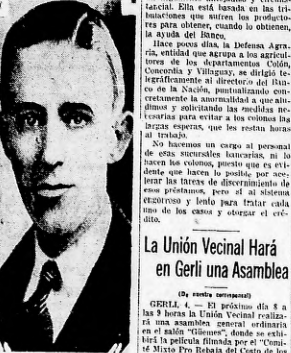 tancial. Ella está basada en las tri-
bulaciones que sufren los producto-
res para obtener, cuando lo obtienen,
la ayuda del Banco.
Hace pocos días, la Defensa Agra-
ria, entidad que agrupa a los agricul-
tores de los departamentos Colón,
Concordia y Villaguay, se dirigió te-
legráficamente al directorio del Ban-
co de la Nación, puntualizando con-
cretamente la anormalidad a que alu-
dimos y solicitando las medidas ne-
cesarias para evitar a los colonos las
largas esperas, que les restan horas
al trabajo.
No hacemos un cargo al personal
de esas sucursales bancarias, ni lo
hacen los colonos, puesto que es evi-
dente que hacen lo posible por ace-
lerar las tareas de discernimiento de
esos préstamos, pero sí al sistema
engorroso y lento para tratar cada
uno de los casos y otorgar el cré-
dito.
La Unión Vecinal Hará
en Gerli una Asamblea
(De nuestro corresponsal)
GERLI, 4. — El próximo día 8 a
las 9 horas la Unión Vecinal realiza-
rá una asamblea general ordinaria
en el salón "Güemes", donde se exhi-
birá la película filmada por el "Comi-
té Mixto Pro Rebaja del Costo de los